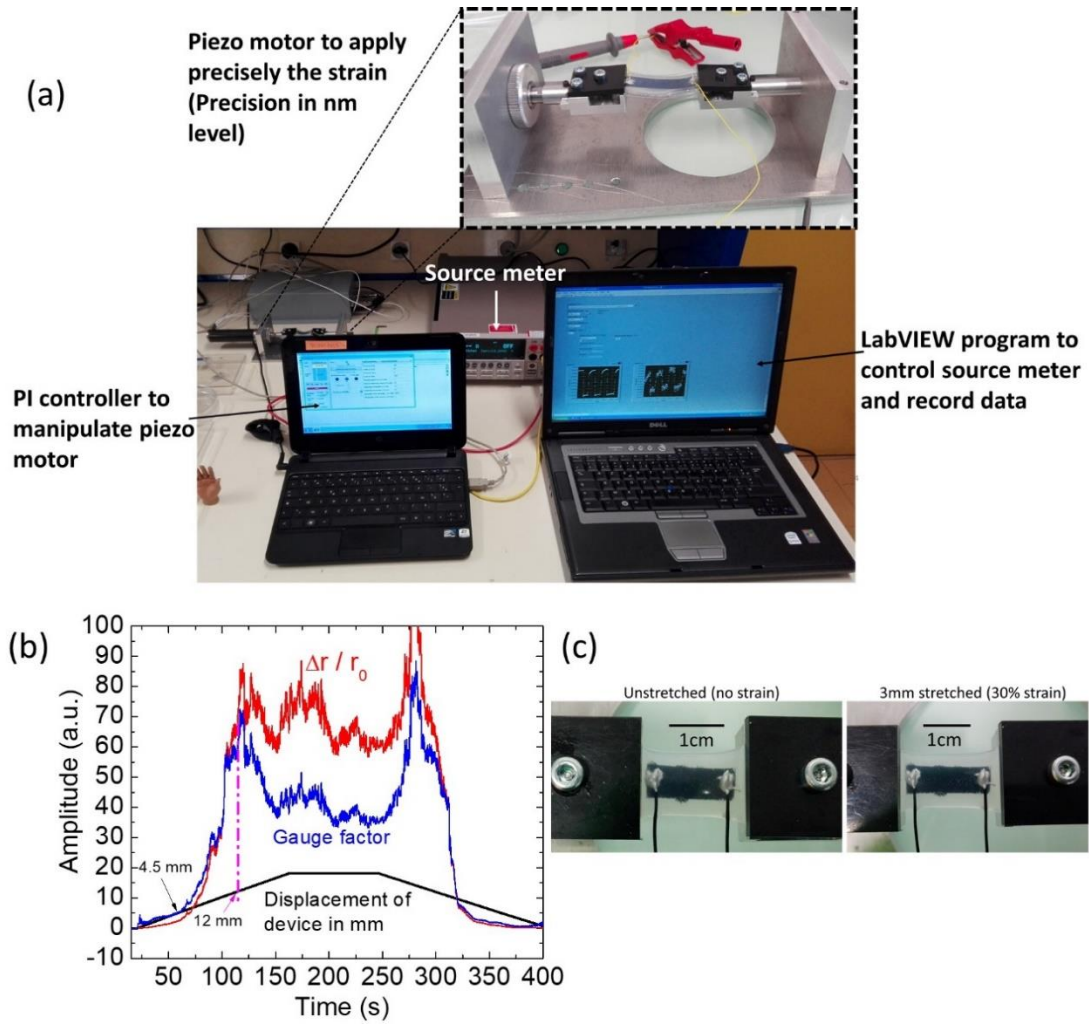 (a)
Piezo motor to apply
precisely the strain
(Precision in nm
level)
Source meter
PI controller to
manipulate piezo
motor
LabVIEW program to
control source meter
and record data
DELL
(b)
Amplitude (a.u.)
100
90
80
70
60
50
40
30
20
10
0
-10
Δr / r0
Gauge factor
4.5 mm
12 mm
Displacement of
device in mm
50 100 150 200 250 300 350 400
Time (s)
(c)
Unstretched (no strain)
1cm
3mm stretched (30% strain)
1cm